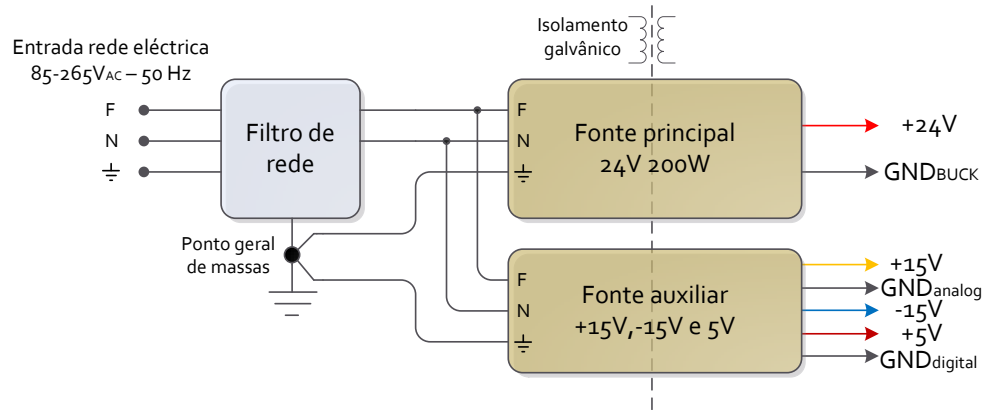 Isolamento
galvânico
Entrada rede eléctrica
85-265VAC – 50 Hz
F
N
Filtro de
rede
F
N
Fonte principal
24V 200W
+24V
GNDBUCK
Ponto geral
de massas
F
N
Fonte auxiliar
+15V,-15V e 5V
+15V
GNDanalog
-15V
+5V
GNDdigital